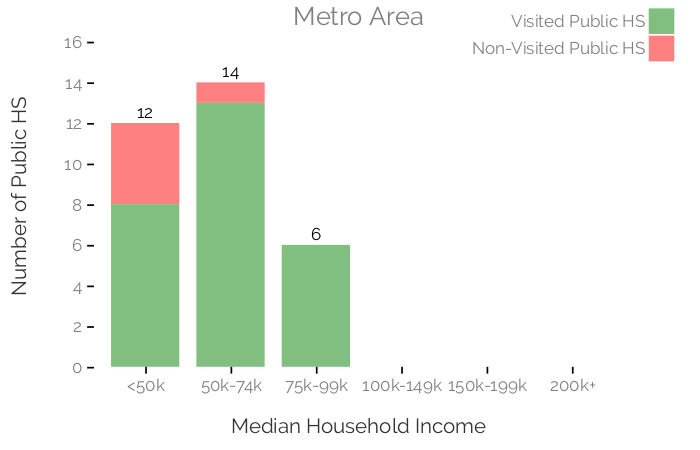 Metro Area
Visited Public HS
Non-Visited Public HS
Number of Public HS
16
14
12
10
8
6
4
2
0
12
14
6
<50k
50k-74k
75k-99k
100k-149k
150k-199k
200k+
Median Household Income